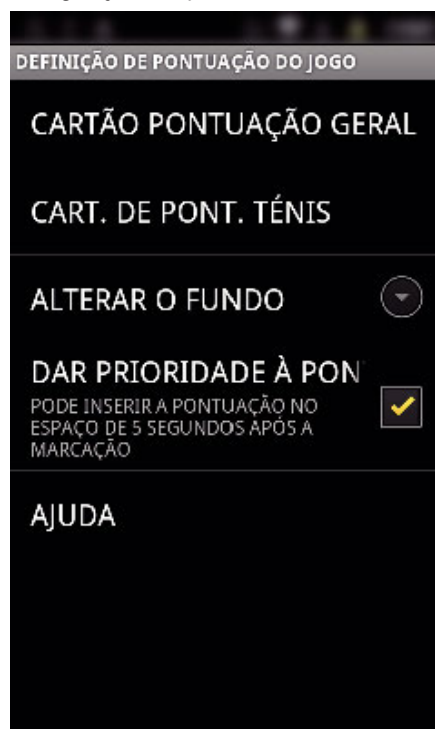 DEFINIÇÃO DE PONTUAÇÃO DO JOGO
CARTÃO PONTUAÇÃO GERAL
CART. DE PONT. TÉNIS
ALTERAR O FUNDO
DAR PRIORIDADE À PON
PODE INSERIR A PONTUAÇÃO NO
ESPAÇO DE 5 SEGUNDOS APÓS A
MARCAÇÃO
AJUDA